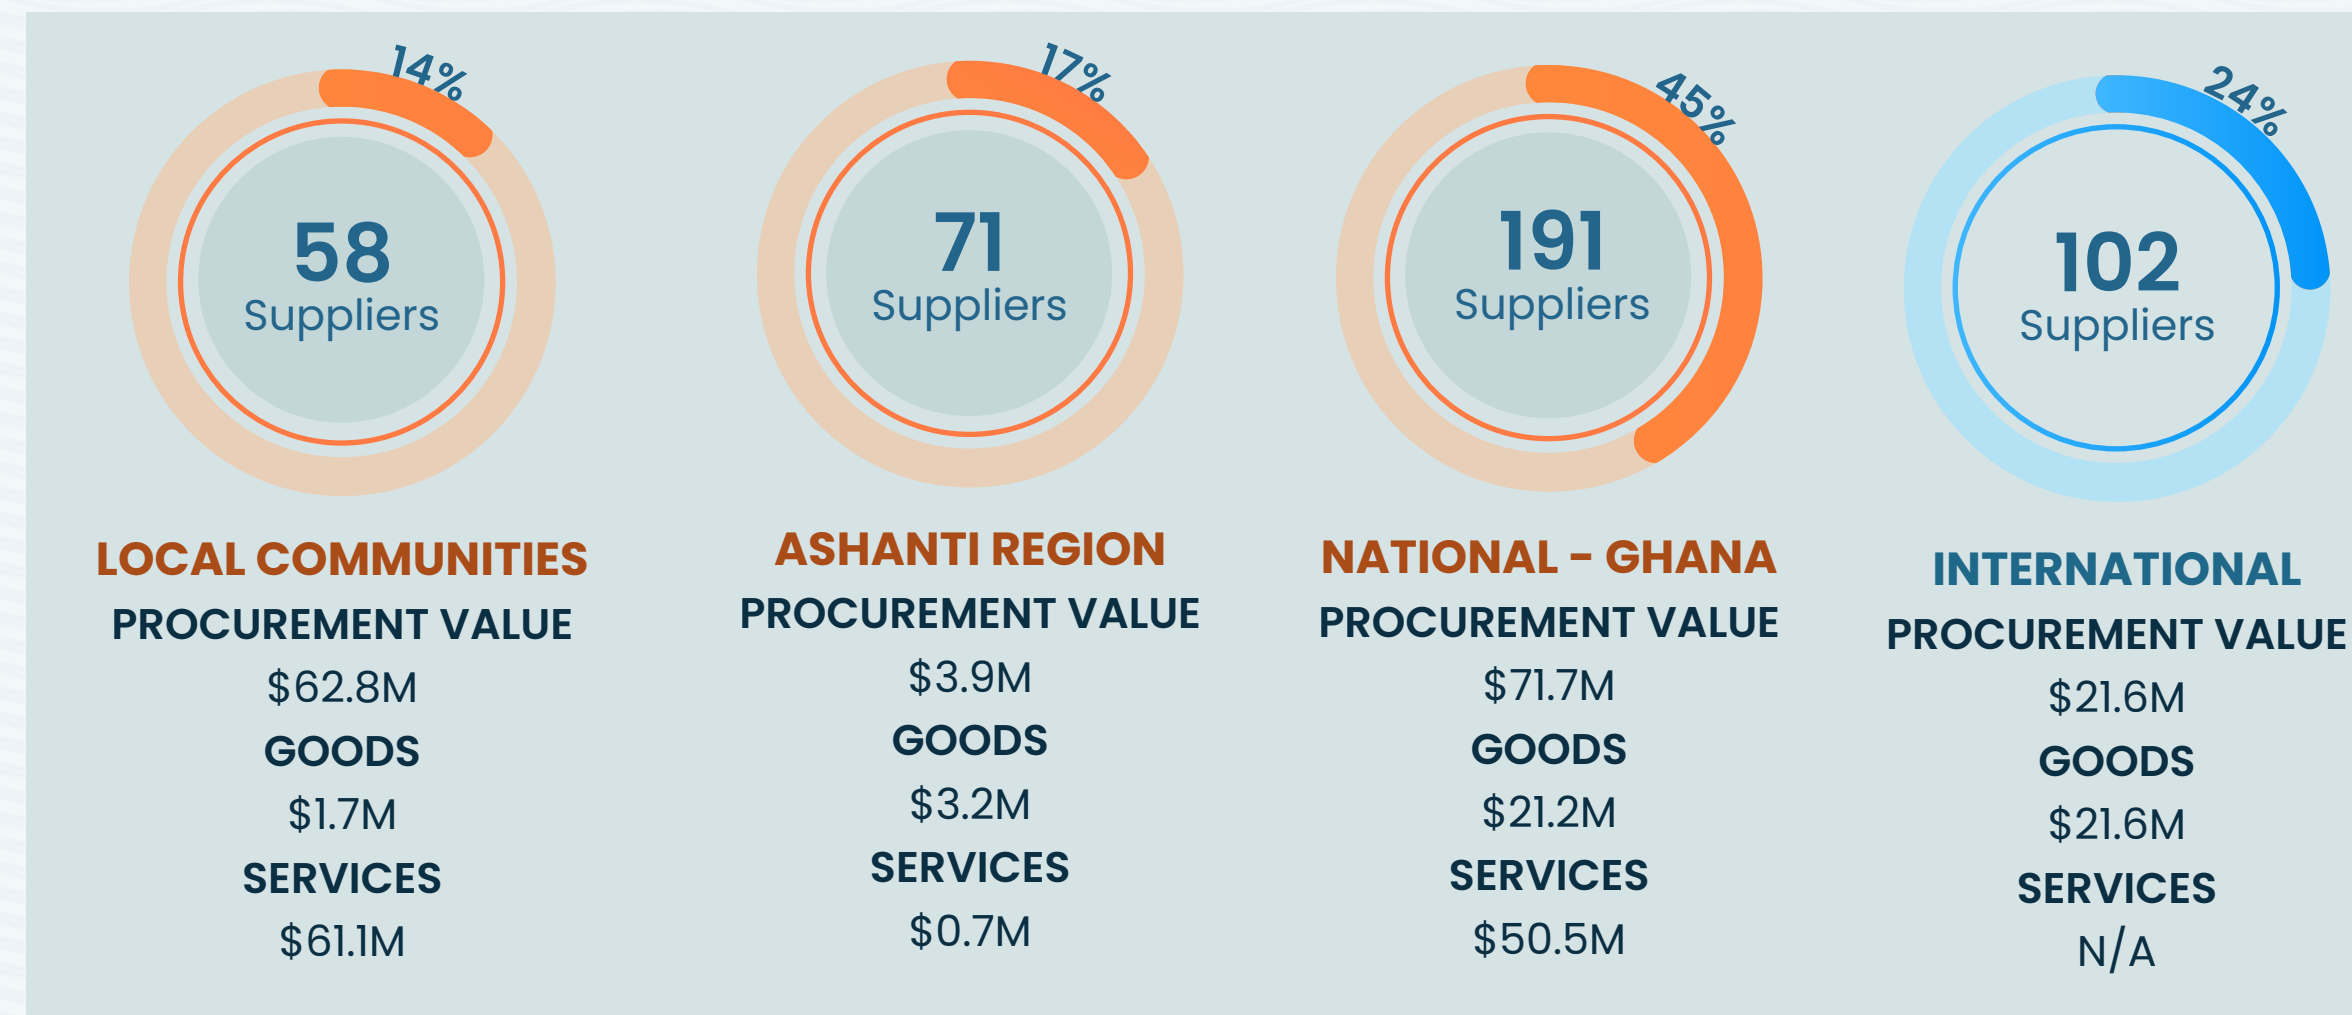 14%
58
Suppliers
LOCAL COMMUNITIES
PROCUREMENT VALUE
$62.8M
GOODS
$1.7M
SERVICES
$61.1M
17%
71
Suppliers
ASHANTI REGION
PROCUREMENT VALUE
$3.9M
GOODS
$3.2M
SERVICES
$0.7M
45%
191
Suppliers
NATIONAL - GHANA
PROCUREMENT VALUE
$71.7M
GOODS
$21.2M
SERVICES
$50.5M
24%
102
Suppliers
INTERNATIONAL
PROCUREMENT VALUE
$21.6M
GOODS
$21.6M
SERVICES
N/A